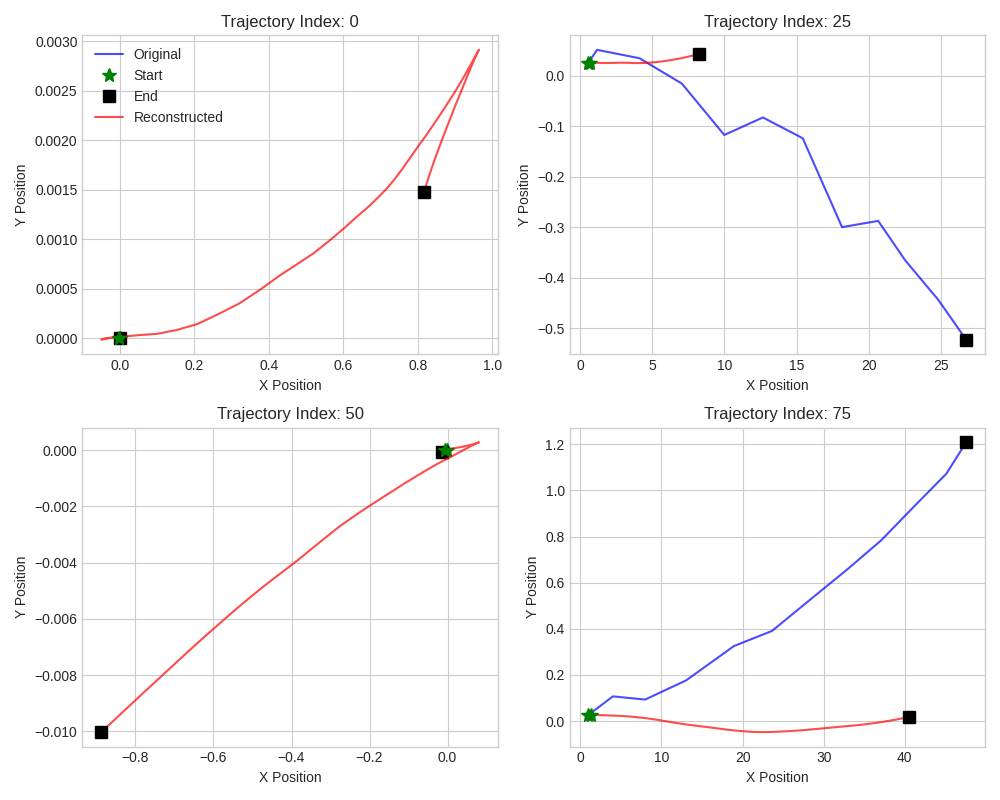 Trajectory Index: 0
0.0030
0.0025
0.0020
0.0015
0.0010
0.0005
0.0000
Y Position
Original
Start
End
Reconstructed
0.0 0.2 0.4 0.6 0.8 1.0
X Position
Trajectory Index: 25
0.0
−0.1
−0.2
−0.3
−0.4
−0.5
Y Position
0 5 10 15 20 25
X Position
Trajectory Index: 50
0.000
−0.002
−0.004
−0.006
−0.008
−0.010
Y Position
−0.8 −0.6 −0.4 −0.2 0.0
X Position
Trajectory Index: 75
1.2
1.0
0.8
0.6
0.4
0.2
0.0
Y Position
0 10 20 30 40
X Position